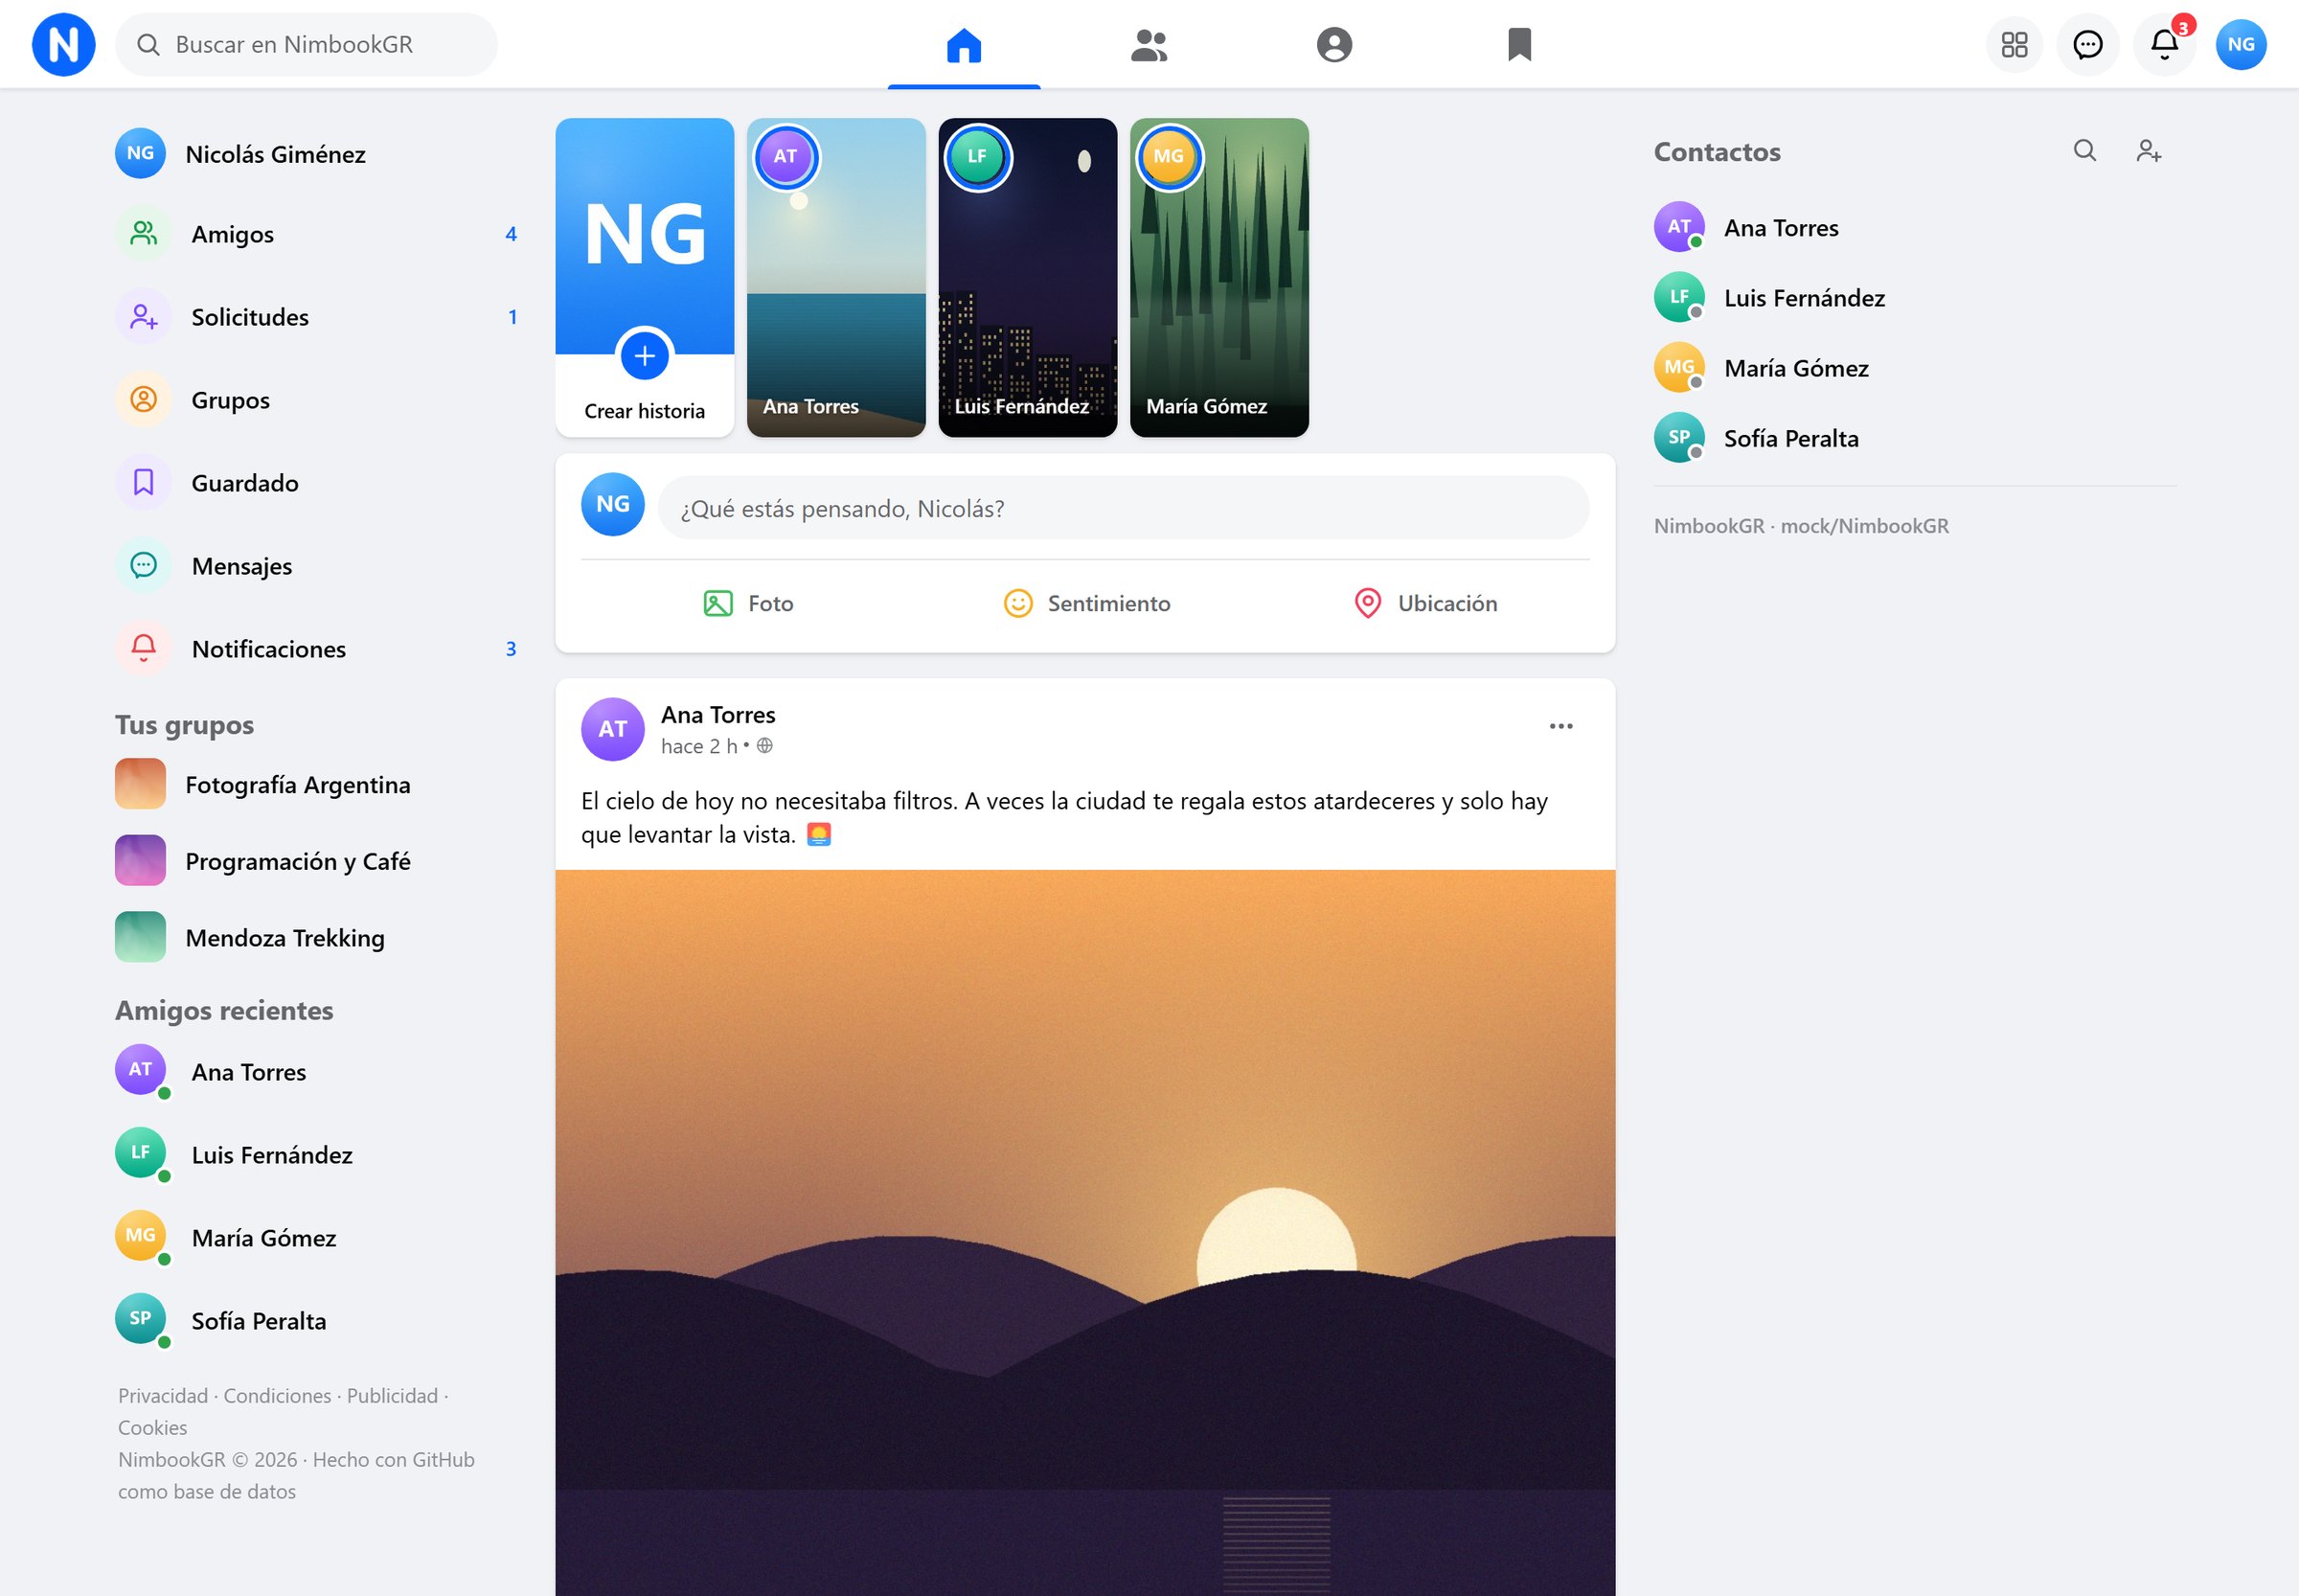 N
Buscar en NimbookGR
3
NG
NG
Nicolás Giménez
Amigos
4
Solicitudes
1
Grupos
Guardado
Mensajes
Notificaciones
3
Tus grupos
Fotografía Argentina
Programación y Café
Mendoza Trekking
Amigos recientes
AT
Ana Torres
LF
Luis Fernández
MG
María Gómez
SP
Sofía Peralta
Privacidad · Condiciones · Publicidad ·
Cookies
NimbookGR © 2026 · Hecho con GitHub
como base de datos
NG
Crear historia
AT
Ana Torres
LF
Luis Fernández
MG
María Gómez
NG
¿Qué estás pensando, Nicolás?
Foto
Sentimiento
Ubicación
AT
Ana Torres
hace 2 h •
El cielo de hoy no necesitaba filtros. A veces la ciudad te regala estos atardeceres y solo hay
que levantar la vista. 🌅
Contactos
AT
Ana Torres
LF
Luis Fernández
MG
María Gómez
SP
Sofía Peralta
NimbookGR · mock/NimbookGR